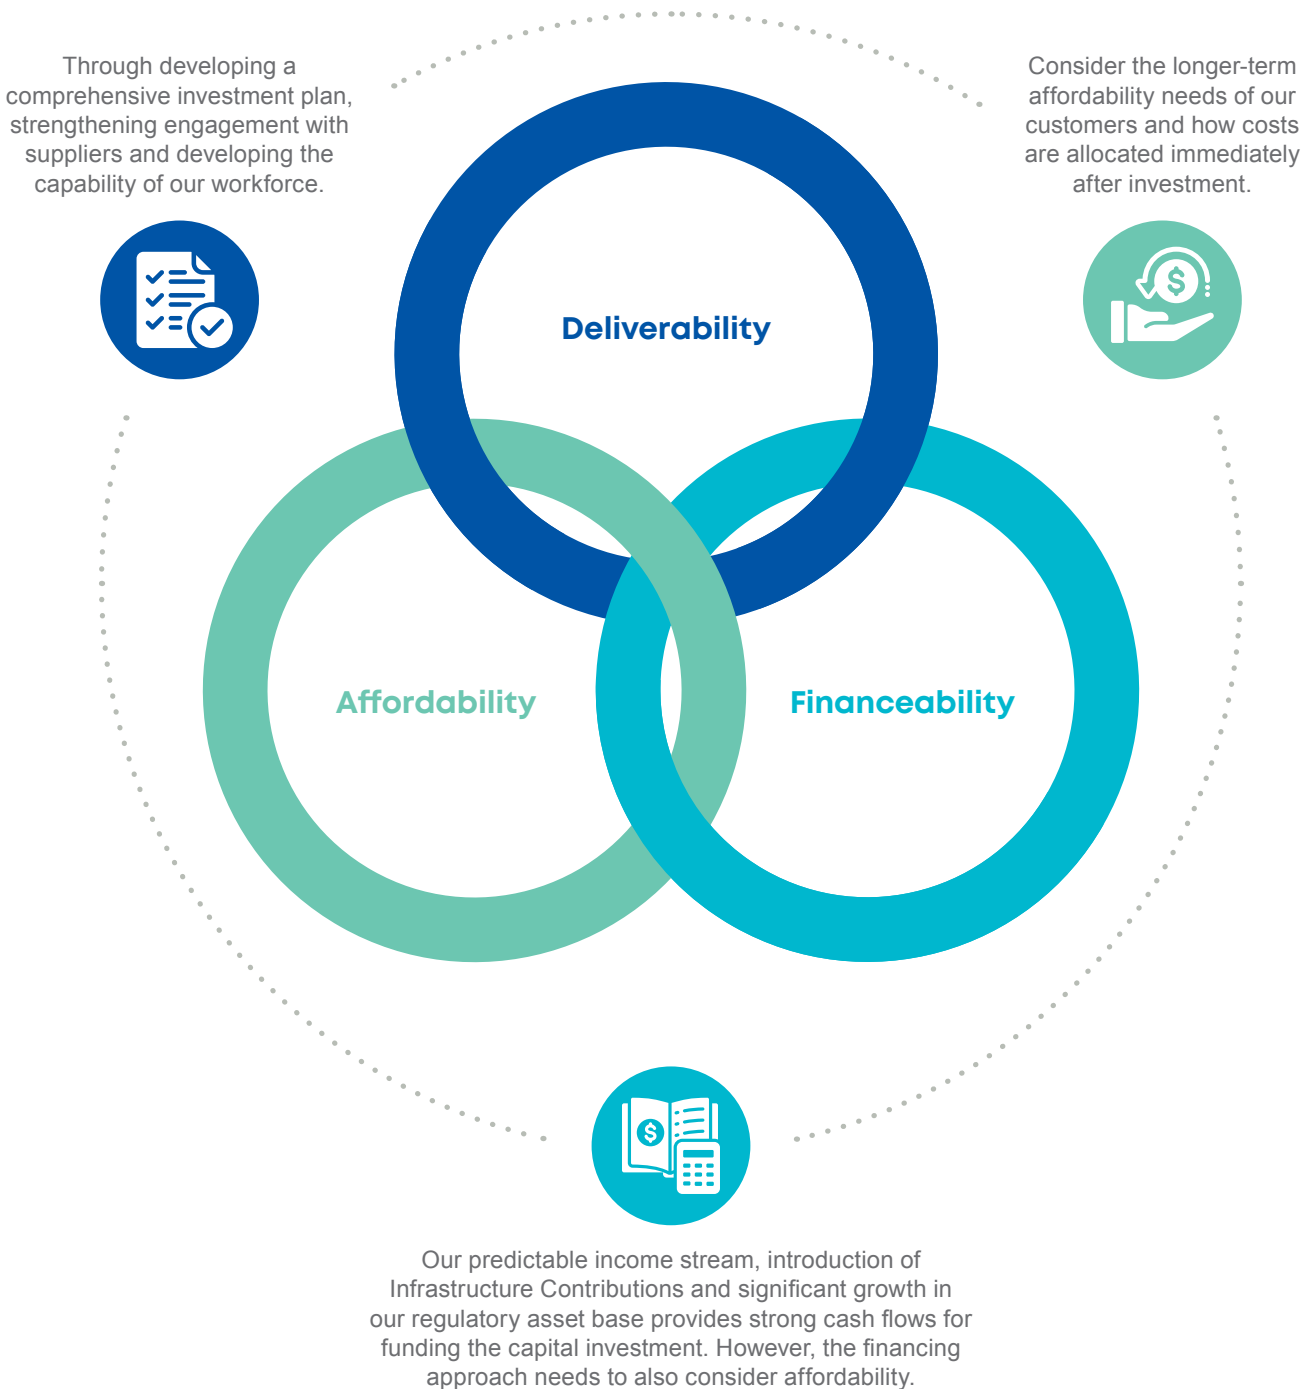 Through developing a
comprehensive investment plan,
strengthening engagement with
suppliers and developing the
capability of our workforce.
Consider the longer-term
affordability needs of our
customers and how costs
are allocated immediately
after investment.
$
Deliverability
Affordability
Financeability
$
Our predictable income stream, introduction of
Infrastructure Contributions and significant growth in
our regulatory asset base provides strong cash flows for
funding the capital investment. However, the financing
approach needs to also consider affordability.